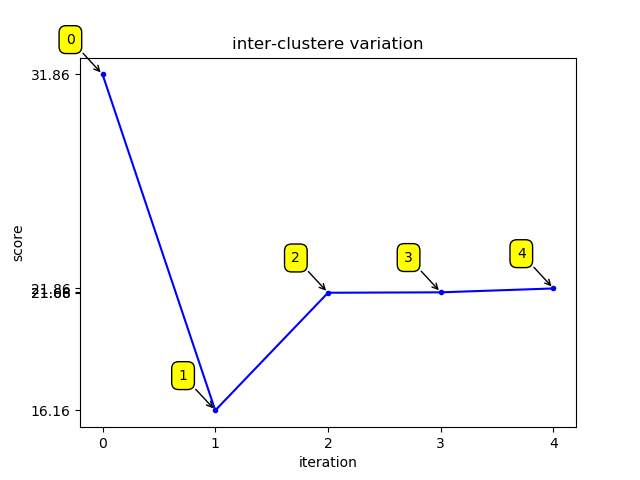 0
inter-clustere variation
31.86
score
2
3
4
21.86
1
16.16
0 1 2 3 4
iteration